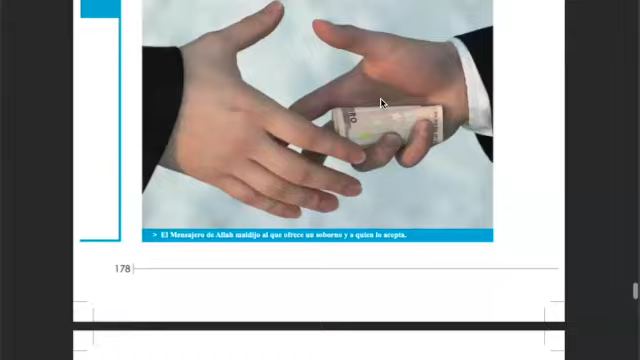 > El Mensajero de Allah maldijo al que ofrece un soborno y a quien lo acepta.
178